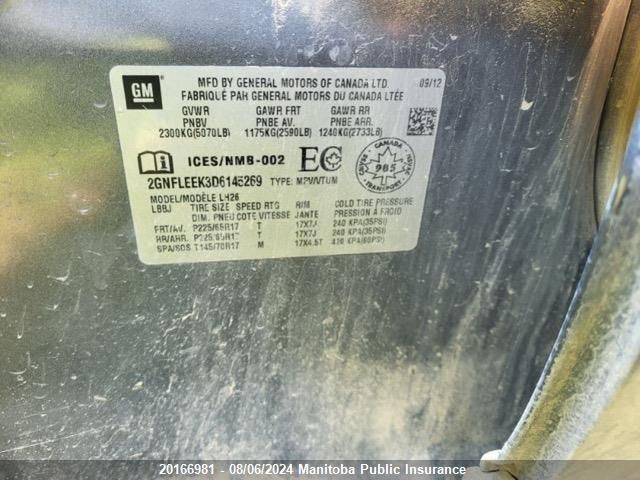 GM
MFD BY GENERAL MOTORS OF CANADA LTD. 09/12
FABRIQUÉ PAR GENERAL MOTORS DU CANADA LTÉE
GVWR GAWR FRT GAWR RR
PNBV PNBE AV. PNBE ARR.
2300KG(5070LB) 1175KG(2590LB) 1240KG(2733LB)
ICES/NMB-002 EC
CANADA
985
TRANSPORT
2GNFLEEK3D6145269 TYPE: MPV/VTUM
MODEL/MODÈLE LH26
LBBJ TIRE SIZE SPEED RTG RIM COLD TIRE PRESSURE
DIM. PNEU COTE VITESSE JANTE PRESSION À FROID
FRT/AV. P225/65R17 T 17X7J 240 KPA(35PSI)
RR/ARR. P225/65R17 T 17X7J 240 KPA(35PSI)
SPA/SOS T145/70R17 M 17X4.5T 420 KPA(60PSI)
20166981 - 08/06/2024 Manitoba Public Insurance